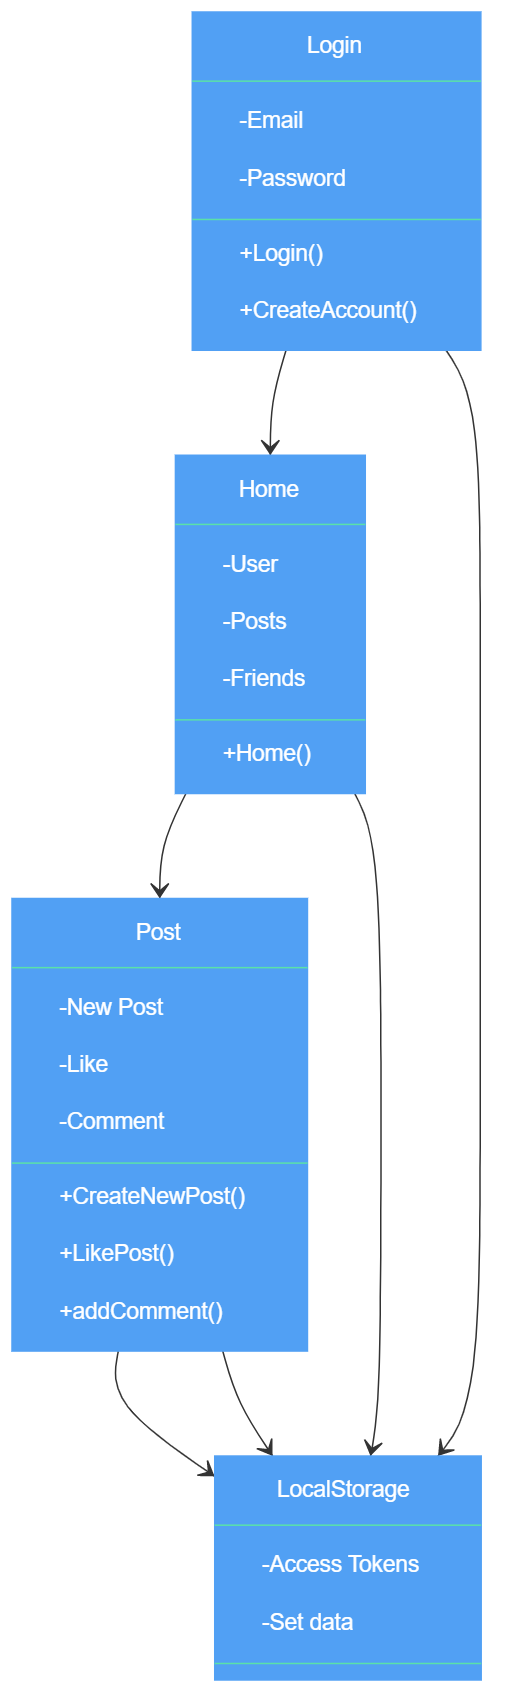 Login
-Email
-Password
+Login()
+CreateAccount()
Home
-User
-Posts
-Friends
+Home()
Post
-New Post
-Like
-Comment
+CreateNewPost()
+LikePost()
+addComment()
LocalStorage
-Access Tokens
-Set data